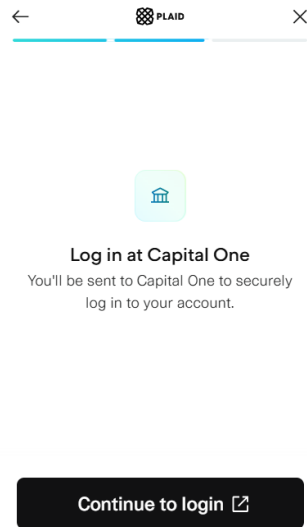 PLAID
Log in at Capital One
You'll be sent to Capital One to securely
log in to your account.
Continue to login